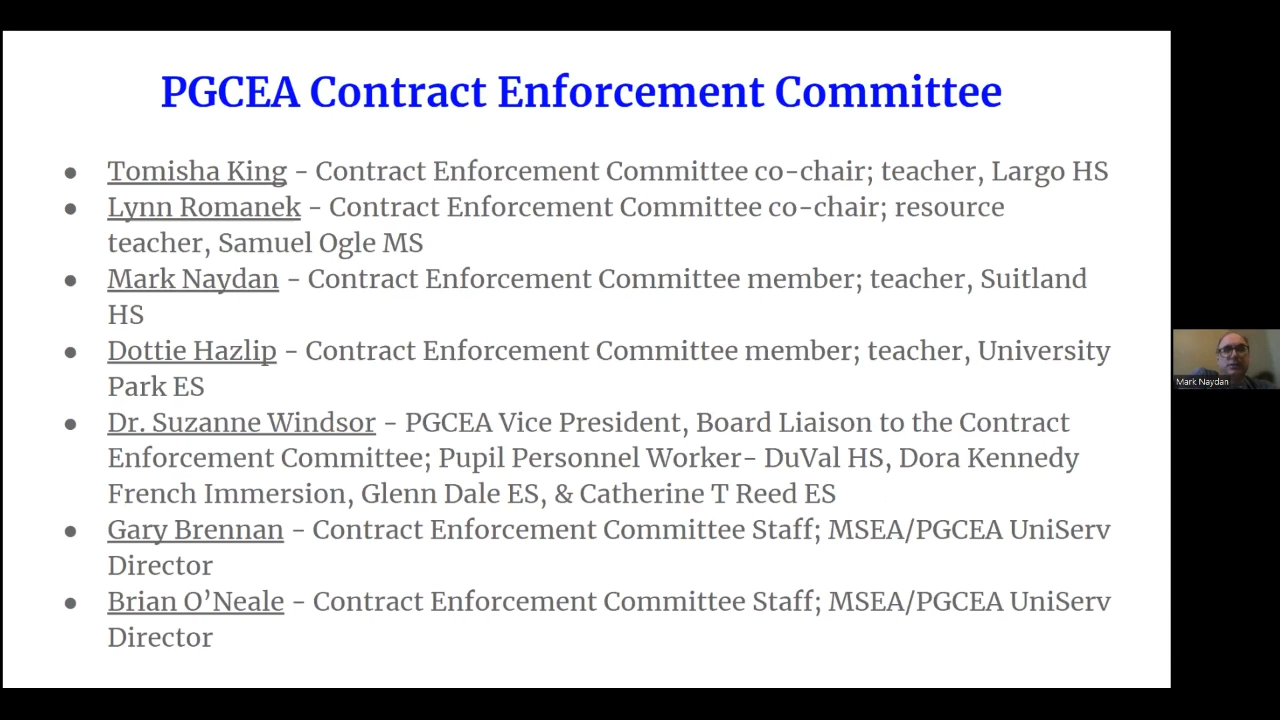 PGCEA Contract Enforcement Committee
● Tomisha King - Contract Enforcement Committee co-chair; teacher, Largo HS
● Lynn Romanek - Contract Enforcement Committee co-chair; resource
teacher, Samuel Ogle MS
● Mark Naydan - Contract Enforcement Committee member; teacher, Suitland
HS
● Dottie Hazlip - Contract Enforcement Committee member; teacher, University
Park ES
● Dr. Suzanne Windsor - PGCEA Vice President, Board Liaison to the Contract
Enforcement Committee; Pupil Personnel Worker- DuVal HS, Dora Kennedy
French Immersion, Glenn Dale ES, & Catherine T Reed ES
● Gary Brennan - Contract Enforcement Committee Staff; MSEA/PGCEA UniServ
Director
● Brian O’Neale - Contract Enforcement Committee Staff; MSEA/PGCEA UniServ
Director
Mark Naydan